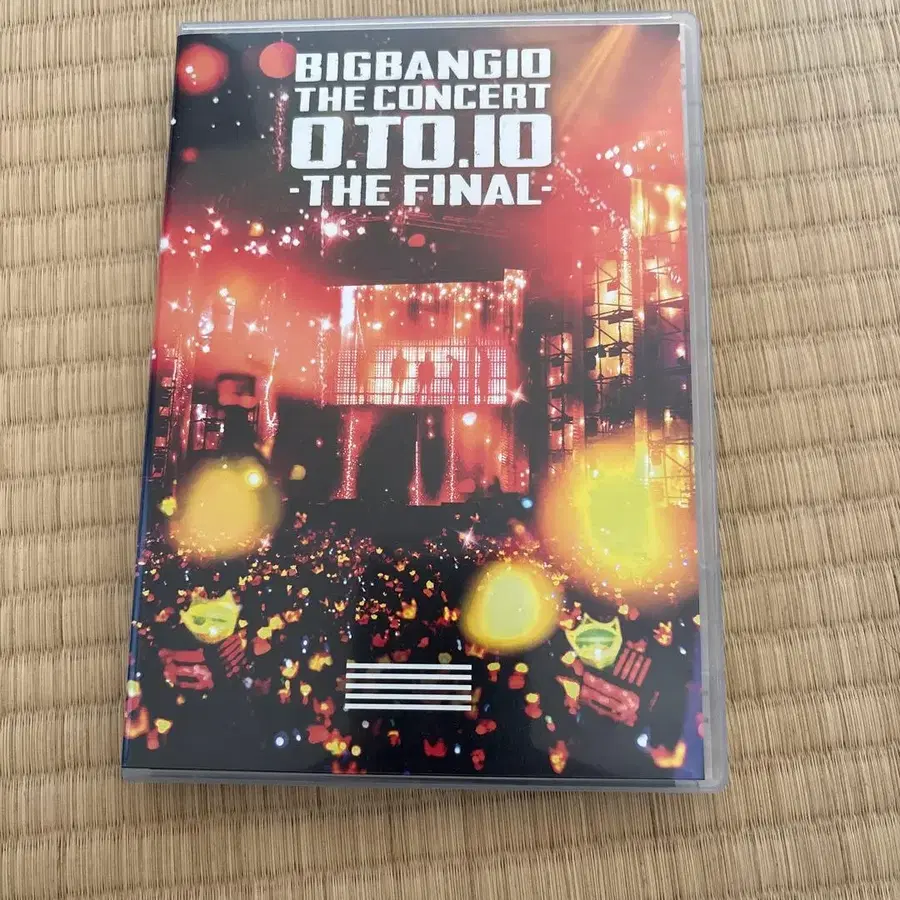 BIGBANG10
THE CONCERT
0.TO.10
-THE FINAL-